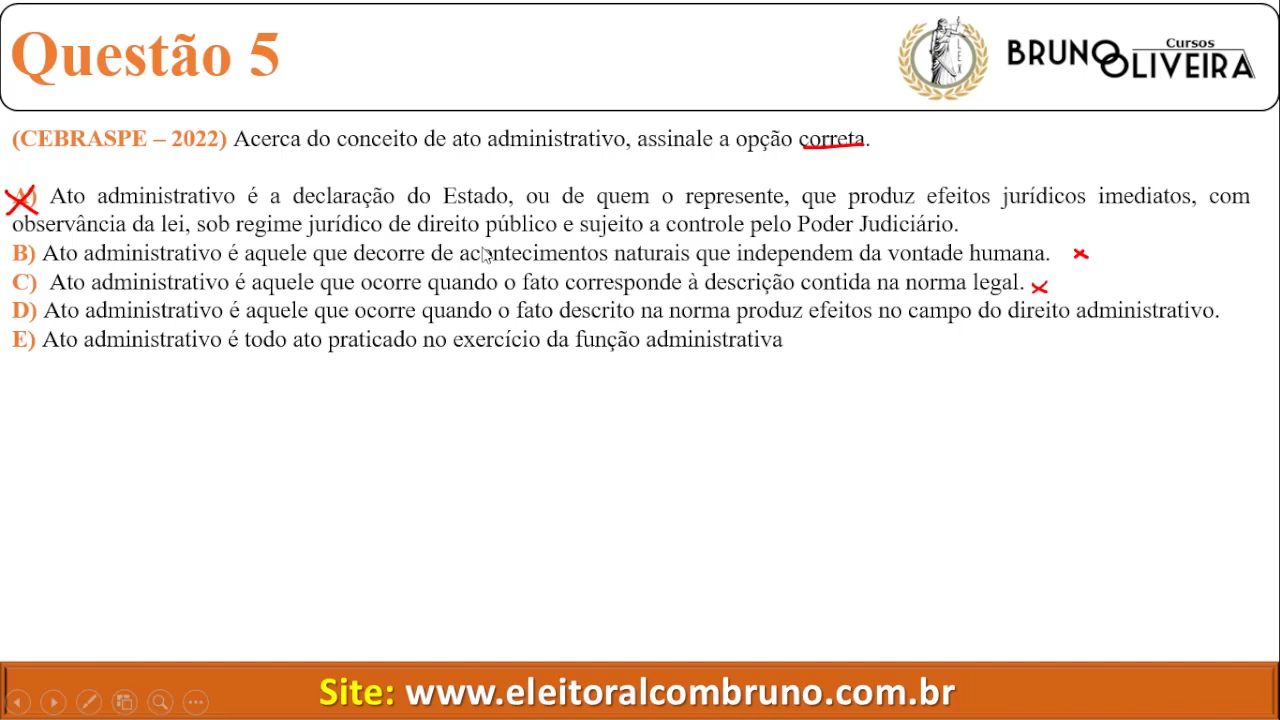 Questão 5
LEX
Cursos
BRUNO
OLIVEIRA
(CEBRASPE – 2022) Acerca do conceito de ato administrativo, assinale a opção correta.
A) Ato administrativo é a declaração do Estado, ou de quem o represente, que produz efeitos jurídicos imediatos, com
observância da lei, sob regime jurídico de direito público e sujeito a controle pelo Poder Judiciário.
B) Ato administrativo é aquele que decorre de acontecimentos naturais que independem da vontade humana.
C) Ato administrativo é aquele que ocorre quando o fato corresponde à descrição contida na norma legal.
D) Ato administrativo é aquele que ocorre quando o fato descrito na norma produz efeitos no campo do direito administrativo.
E) Ato administrativo é todo ato praticado no exercício da função administrativa
Site: www.eleitoralcombruno.com.br